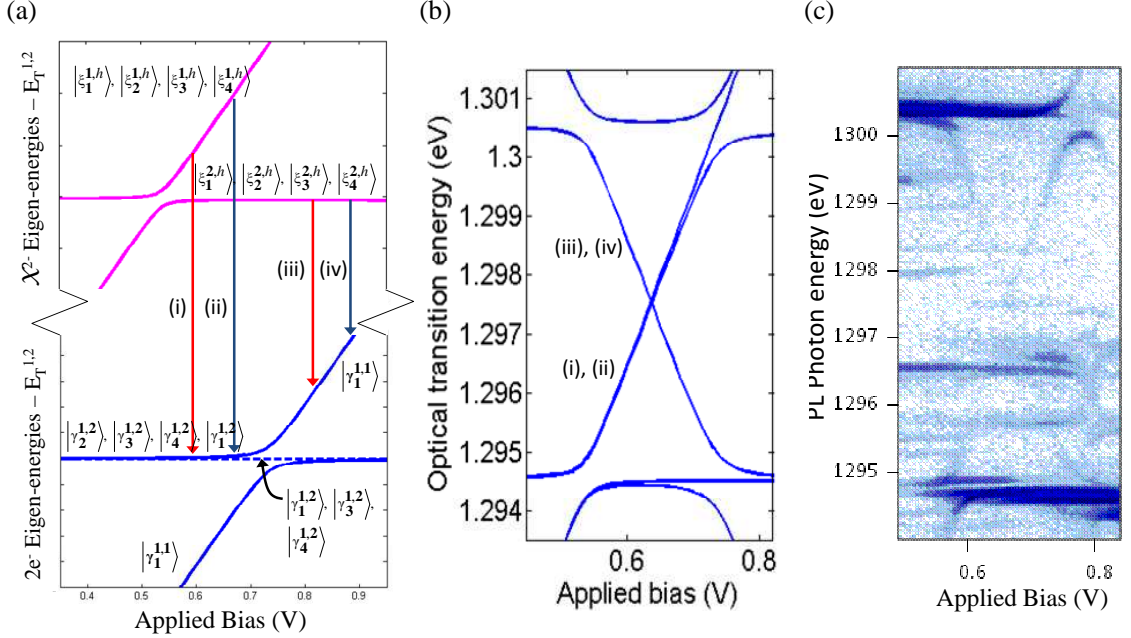 (a)
𝒳²⁻ Eigen-energies – E_T^1,2
2e⁻ Eigen-energies – E_T^1,2
|ξ₁^1,h⟩, |ξ₂^1,h⟩, |ξ₃^1,h⟩, |ξ₄^1,h⟩
|ξ₁^2,h⟩, |ξ₂^2,h⟩, |ξ₃^2,h⟩, |ξ₄^2,h⟩
(i) (ii) (iii) (iv)
|γ₁^1,1⟩
|γ₂^1,2⟩, |γ₃^1,2⟩, |γ₄^1,2⟩, |γ₁^1,2⟩
|γ₁^1,2⟩, |γ₃^1,2⟩,
|γ₄^1,2⟩
|γ₁^1,1⟩
0.4 0.5 0.6 0.7 0.8 0.9
Applied Bias (V)
(b)
Optical transition energy (eV)
1.301
1.3
1.299
1.298
1.297
1.296
1.295
1.294
(iii), (iv)
(i), (ii)
0.6 0.8
Applied bias (V)
(c)
PL Photon energy (eV)
1300
1299
1298
1297
1296
1295
0.6 0.8
Applied Bias (V)